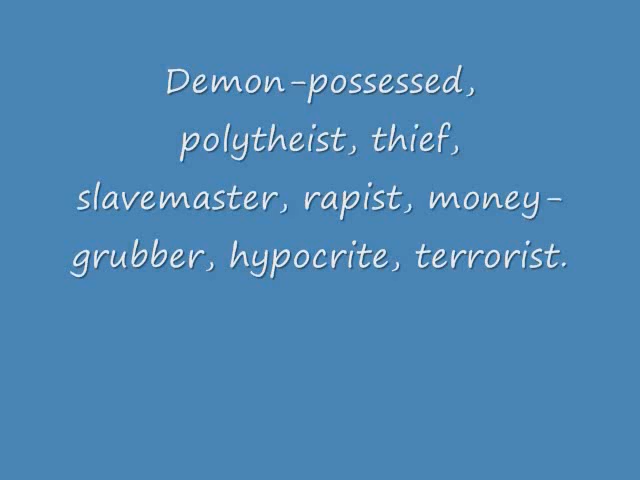 Demon-possessed,
polytheist, thief,
slavemaster, rapist, money-
grubber, hypocrite, terrorist.